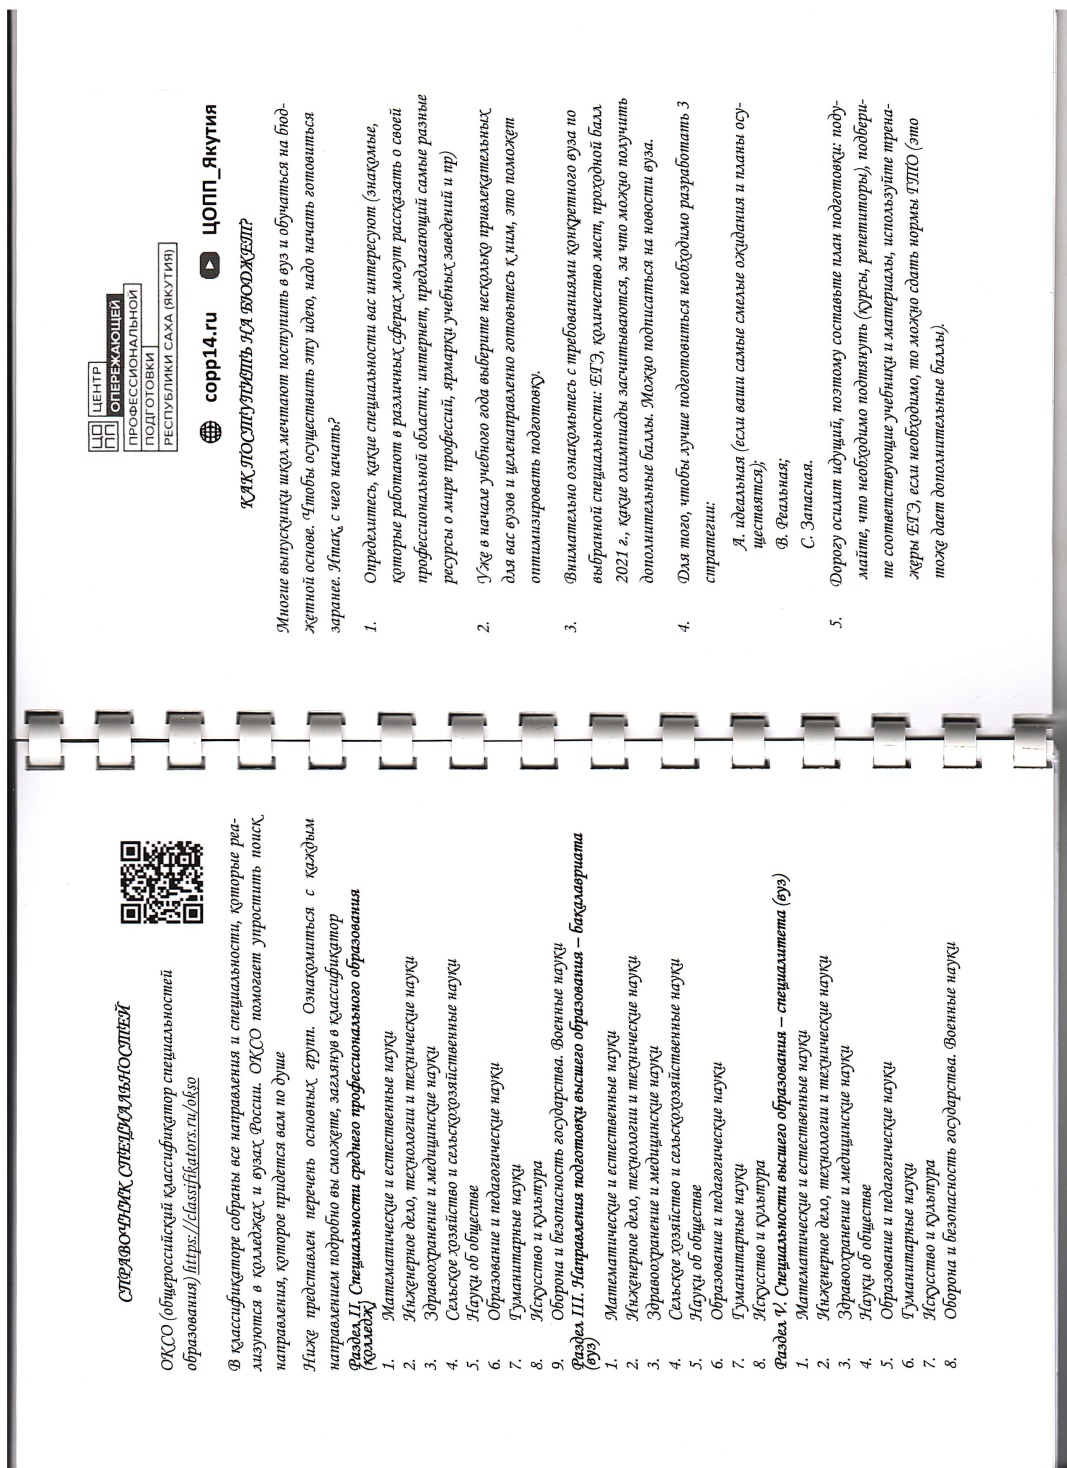 СПРАВОЧНИК СПЕЦИАЛЬНОСТЕЙ
ОКСО (общероссийский классификатор специальностей
образования) https://classifikators.ru/okso
В классификаторе собраны все направления и специальности, которые реа-
лизуются в колледжах и вузах России. ОКСО помогает упростить поиск
направления, которое придется вам по душе
Ниже представлен перечень основных групп. Ознакомиться с каждым
направлением подробно вы сможете, заглянув в классификатор
Раздел II. Специальности среднего профессионального образования
(колледж)
1. Математические и естественные науки
2. Инженерное дело, технологии и технические науки
3. Здравоохранение и медицинские науки
4. Сельское хозяйство и сельскохозяйственные науки
5. Науки об обществе
6. Образование и педагогические науки
7. Гуманитарные науки
8. Искусство и культура
9. Оборона и безопасность государства. Военные науки
Раздел III. Направления подготовки высшего образования – бакалавриата
(вуз)
1. Математические и естественные науки
2. Инженерное дело, технологии и технические науки
3. Здравоохранение и медицинские науки
4. Сельское хозяйство и сельскохозяйственные науки
5. Науки об обществе
6. Образование и педагогические науки
7. Гуманитарные науки
8. Искусство и культура
Раздел V. Специальности высшего образования – специалитета (вуз)
1. Математические и естественные науки
2. Инженерное дело, технологии и технические науки
3. Здравоохранение и медицинские науки
4. Науки об обществе
5. Образование и педагогические науки
6. Гуманитарные науки
7. Искусство и культура
8. Оборона и безопасность государства. Военные науки
ЦО ПП
ЦЕНТР
ОПЕРЕЖАЮЩЕЙ
ПРОФЕССИОНАЛЬНОЙ
ПОДГОТОВКИ
РЕСПУБЛИКИ САХА (ЯКУТИЯ)
copp14.ru ЦОПП_Якутия
КАК ПОСТУПИТЬ НА БЮДЖЕТ?
Многие выпускники школ мечтают поступить в вуз и обучаться на бюд-
жетной основе. Чтобы осуществить эту идею, надо начать готовиться
заранее. Итак, с чего начать?
1. Определитесь, какие специальности вас интересуют (знакомые,
которые работают в различных сферах могут рассказать о своей
профессиональной области; интернет, предлагающий самые разные
ресурсы о мире профессий, ярмарки учебных заведений и пр)
2. Уже в начале учебного года выберите несколько привлекательных
для вас вузов и целенаправленно готовьтесь к ним, это поможет
оптимизировать подготовку.
3. Внимательно ознакомьтесь с требованиями конкретного вуза по
выбранной специальности: ЕГЭ, количество мест, проходной балл
2021 г., какие олимпиады засчитываются, за что можно получить
дополнительные баллы. Можно подписаться на новости вуза.
4. Для того, чтобы лучше подготовиться необходимо разработать 3
стратегии:
A. идеальная (если ваши самые смелые ожидания и планы осу-
ществятся);
B. Реальная;
C. Запасная.
5. Дорогу осилит идущий, поэтому составьте план подготовки: поду-
майте, что необходимо подтянуть (курсы, репетиторы), подбери-
те соответствующие учебники и материалы, используйте трена-
жеры ЕГЭ, если необходимо, то можно сдать нормы ГТО (это
тоже дает дополнительные баллы).